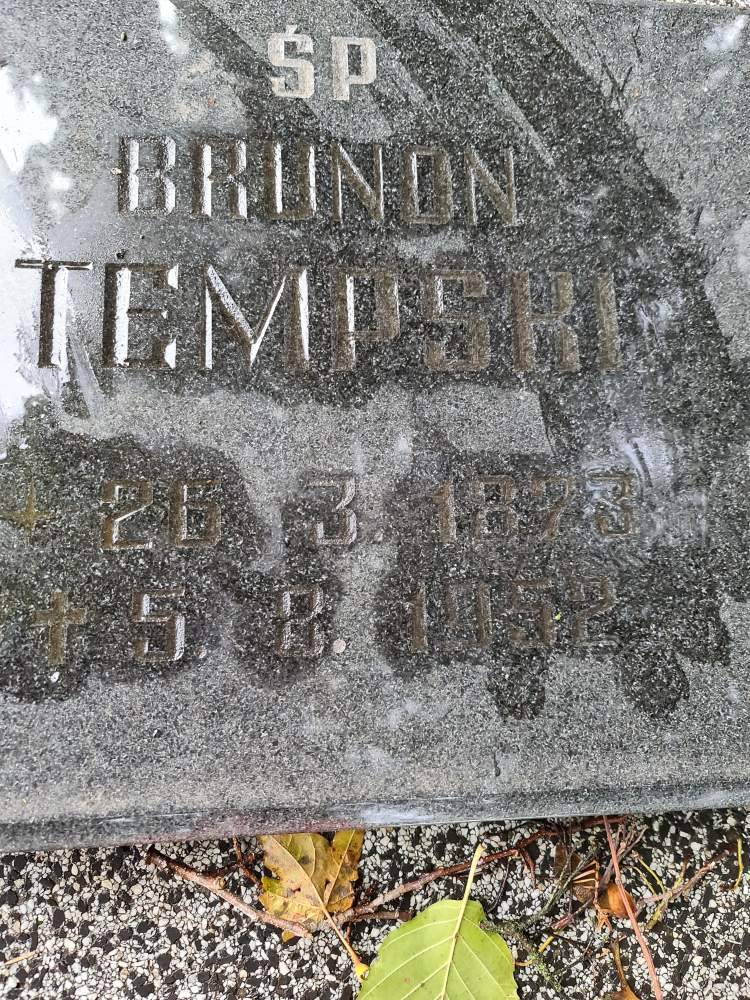 ŚP
BRUNON
TEMPSKI
* 26. 3. 1873
† 5. 8. 1952